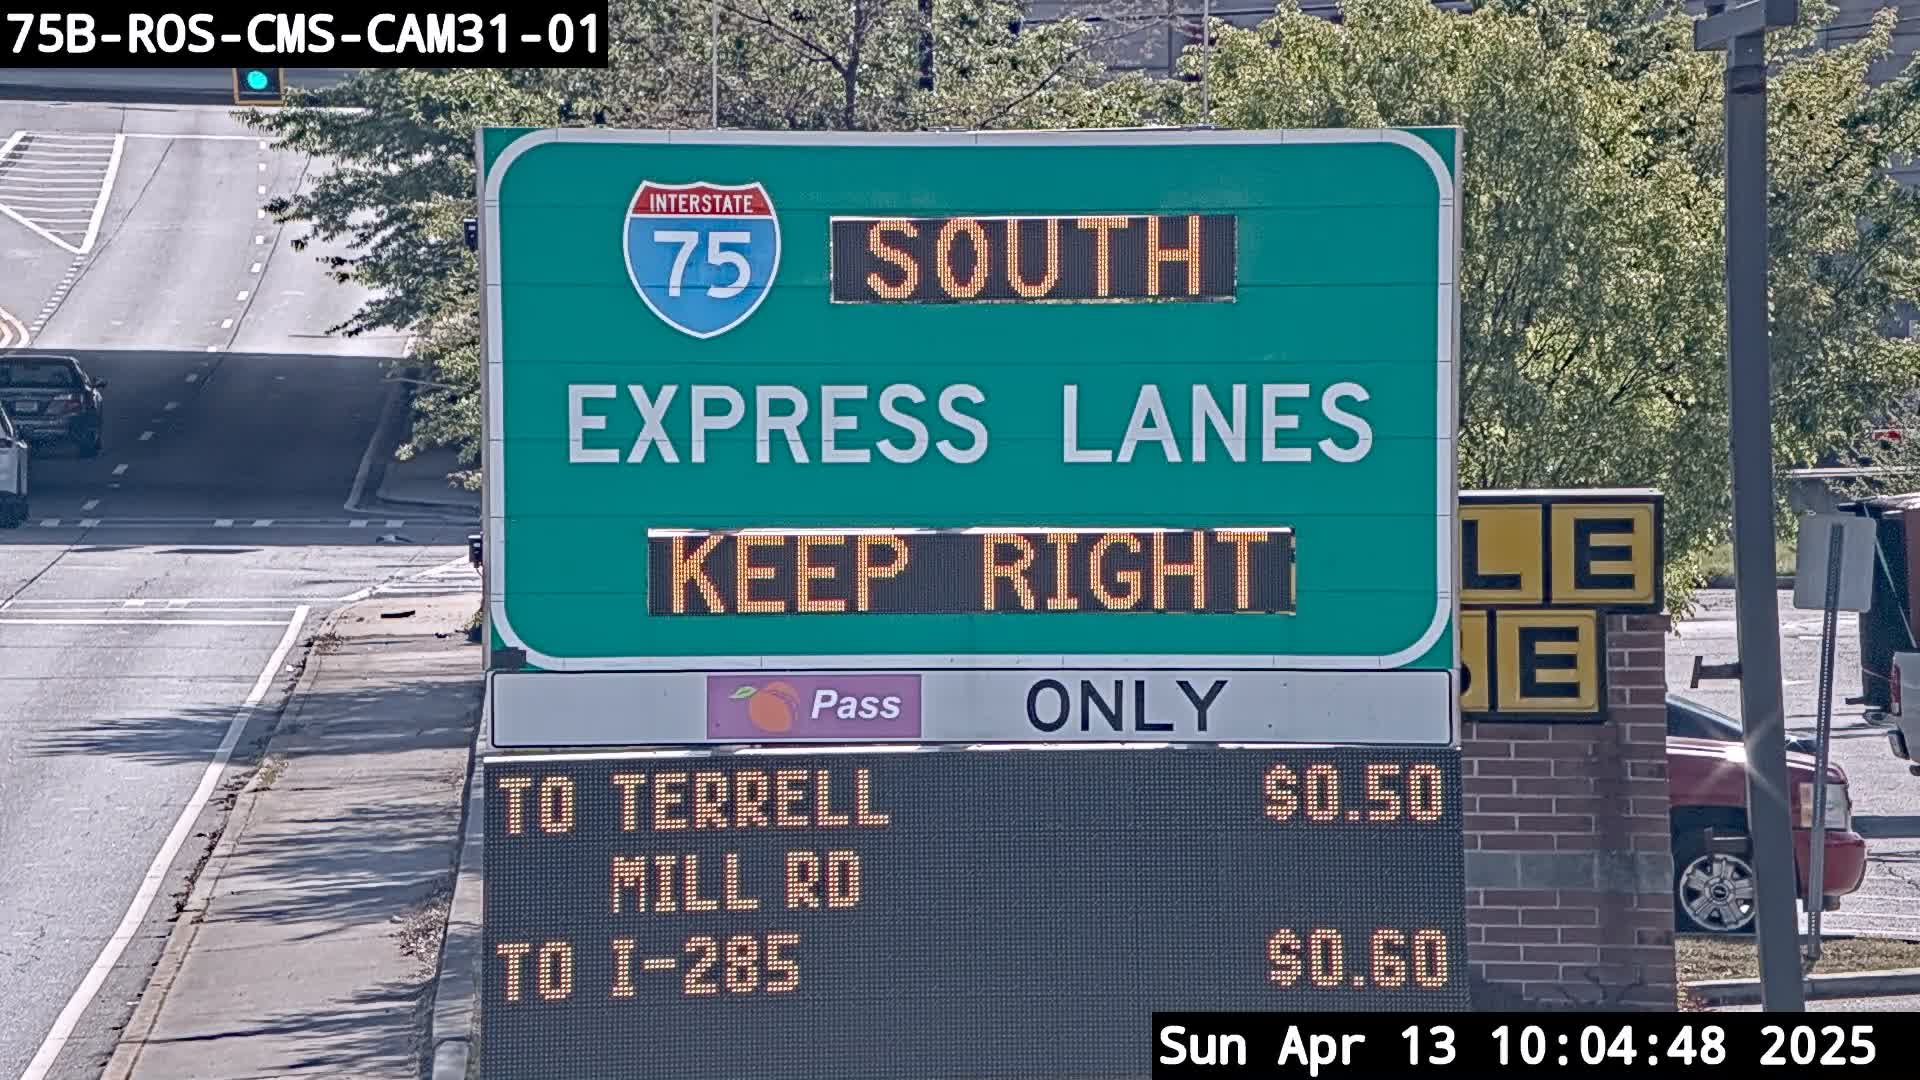 75B-ROS-CMS-CAM31-01
INTERSTATE
75
SOUTH
EXPRESS LANES
KEEP RIGHT
Pass ONLY
TO TERRELL $0.50
MILL RD
TO I-285 $0.60
LE
E
Sun Apr 13 10:04:48 2025